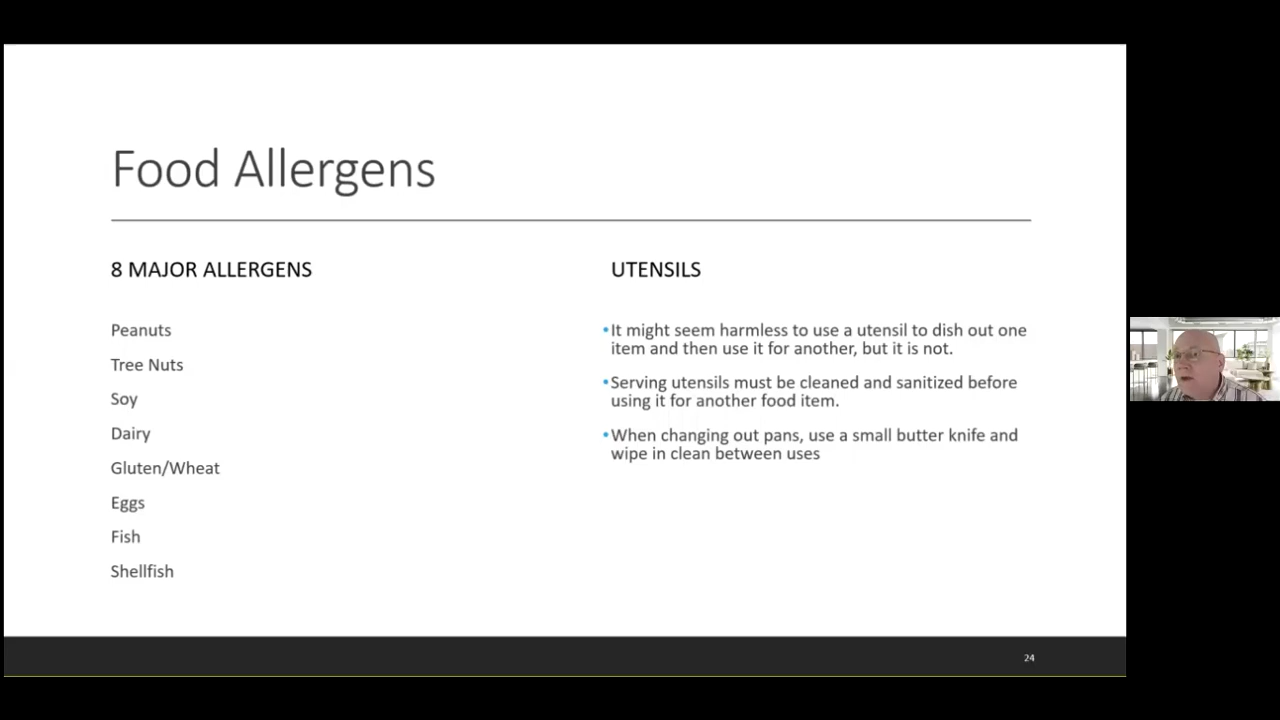 Food Allergens
8 MAJOR ALLERGENS
Peanuts
Tree Nuts
Soy
Dairy
Gluten/Wheat
Eggs
Fish
Shellfish
UTENSILS
•It might seem harmless to use a utensil to dish out one
item and then use it for another, but it is not.
•Serving utensils must be cleaned and sanitized before
using it for another food item.
•When changing out pans, use a small butter knife and
wipe in clean between uses
24